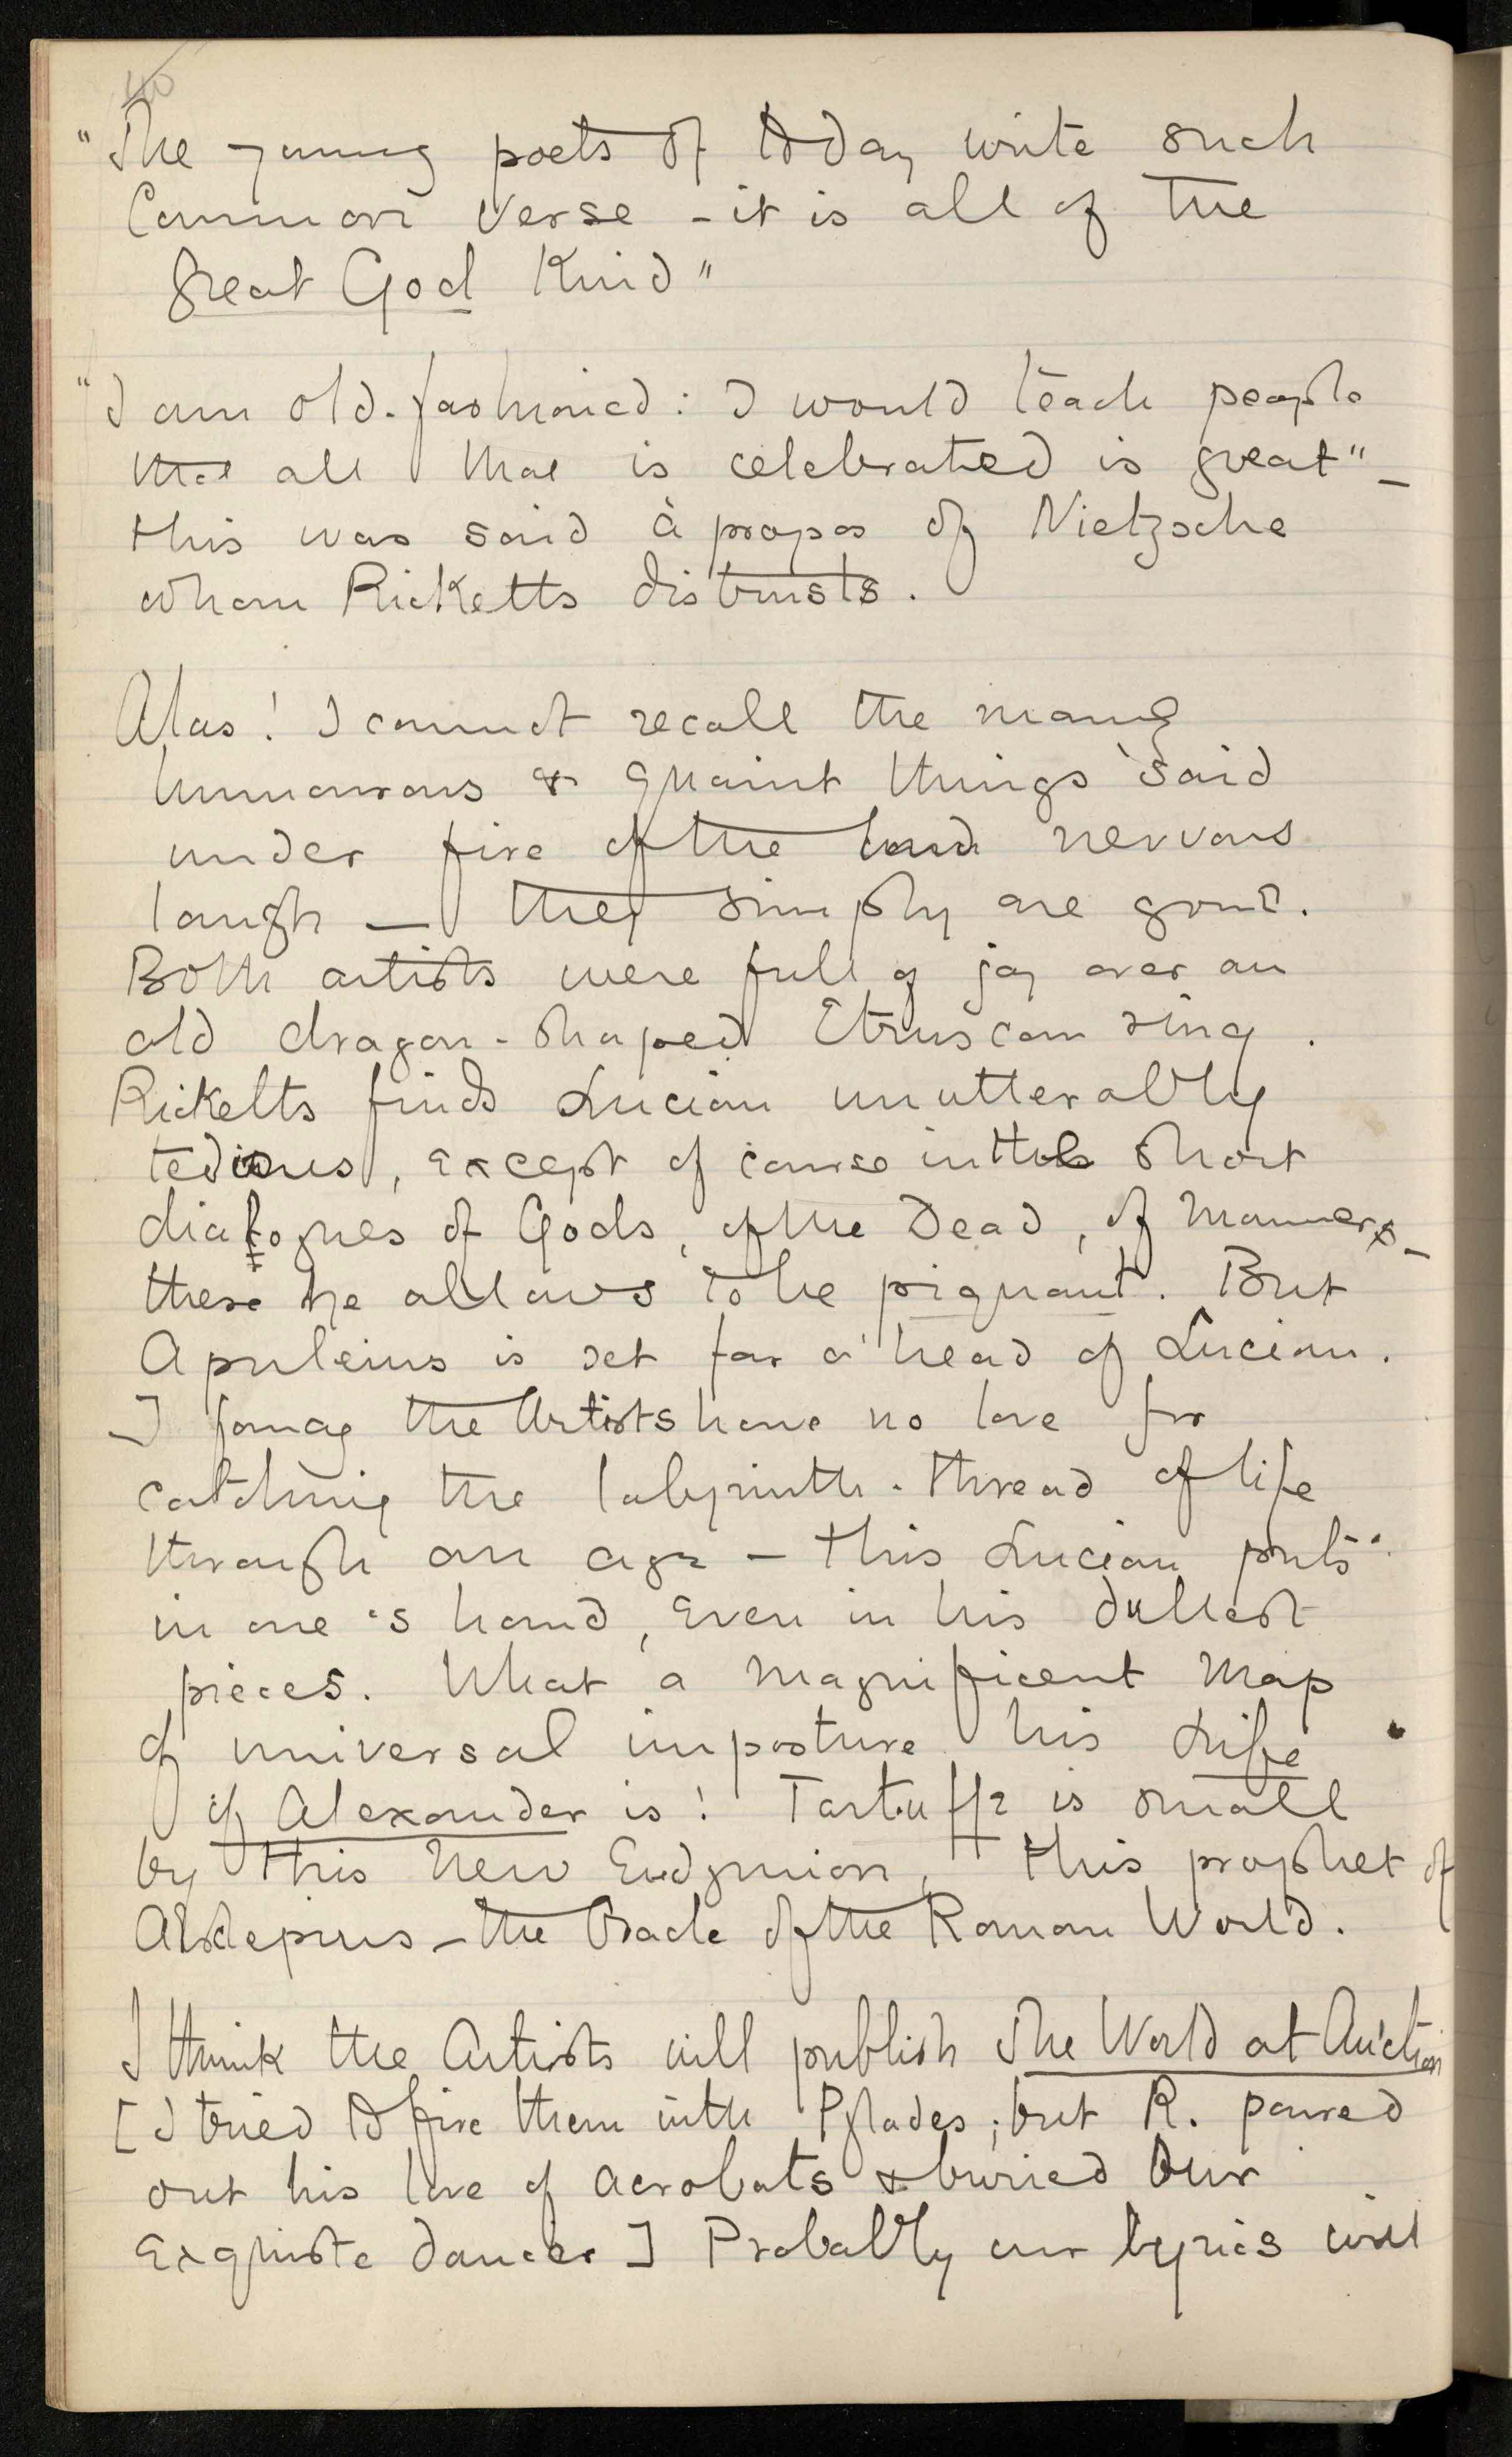 40
"The young poets of today write such
Common Verse - it is all of the
great God Kind"
"I am old-fashioned: I would teach people
that all that is celebrated is great" -
this was said à propos of Nietzsche
whom Ricketts distrusts.
Alas! I cannot recall the many
humourous & quaint things said
under fire of the loud nervous
laugh — they simply are gone.
Both artists were full of joy over an
old dragon-shaped Etruscan ring.
Ricketts finds Lucian unutterably
tedious, except of course in the short
dialogues of Gods, of the Dead, of Manners -
these he allows to be piquant. But
Apuleius is set far a'head of Lucian.
I fancy the Artists have no love for
catching the labyrinth-thread of life
through an age - this Lucian puts
in one's hand, even in his dullest
pieces. What a magnificent Map
of universal imposture his Life
of Alexander is! Tartuffe is small
by this new Endymion, this prophet of
Asklepius - the Oracle of the Roman World.
I think the Artists will publish The World at Auction
[I tried to fire them with Pylades; but R. poured
out his love of acrobats & buried our
Exquisite dancer] Probably our lyrics will